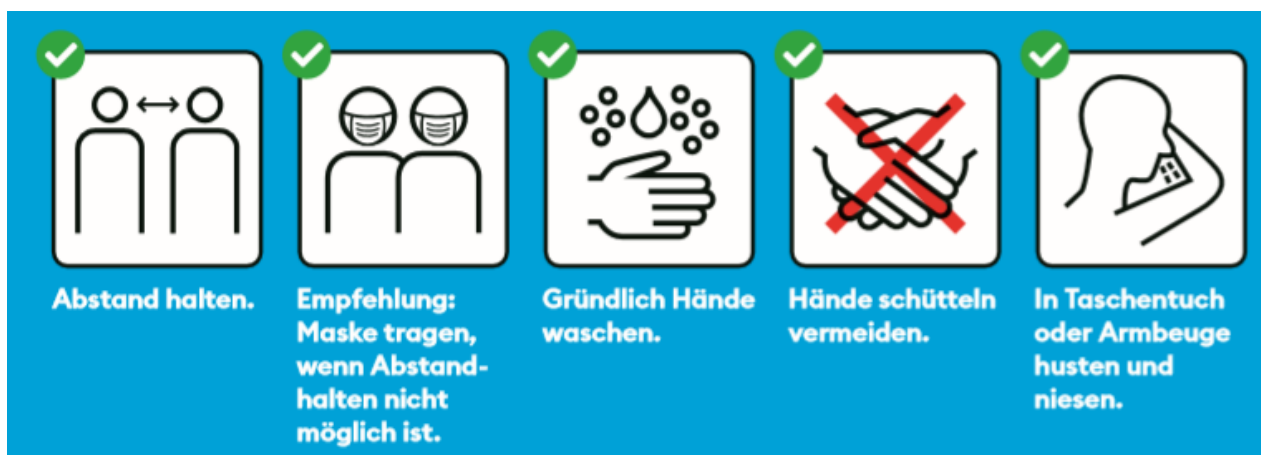 Abstand halten.
Empfehlung:
Maske tragen,
wenn Abstand-
halten nicht
möglich ist.
Gründlich Hände
waschen.
Hände schütteln
vermeiden.
In Taschentuch
oder Armbeuge
husten und
niesen.